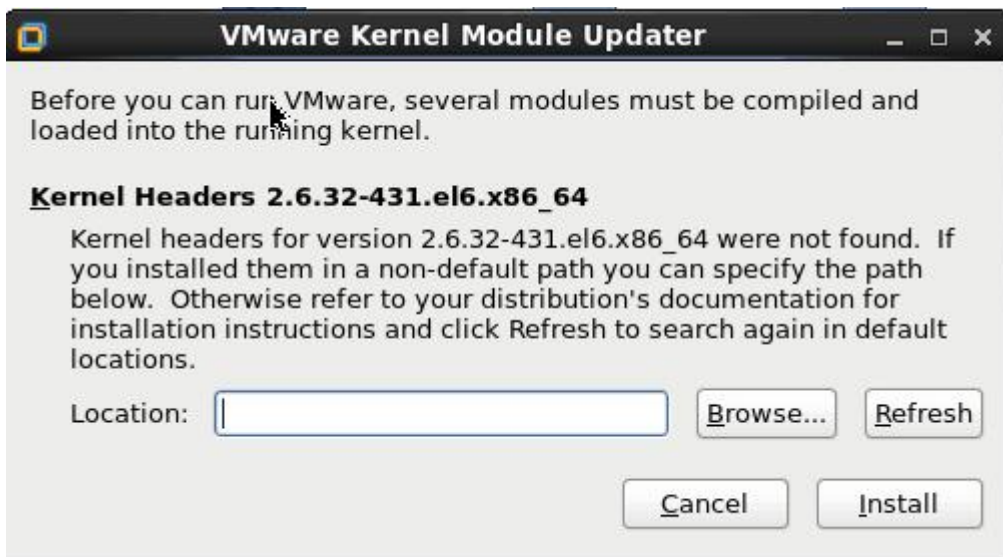 VMware Kernel Module Updater
Before you can run VMware, several modules must be compiled and
loaded into the running kernel.
Kernel Headers 2.6.32-431.el6.x86_64
Kernel headers for version 2.6.32-431.el6.x86_64 were not found.  If
you installed them in a non-default path you can specify the path
below.  Otherwise refer to your distribution's documentation for
installation instructions and click Refresh to search again in default
locations.
Location: Browse... Refresh
Cancel Install